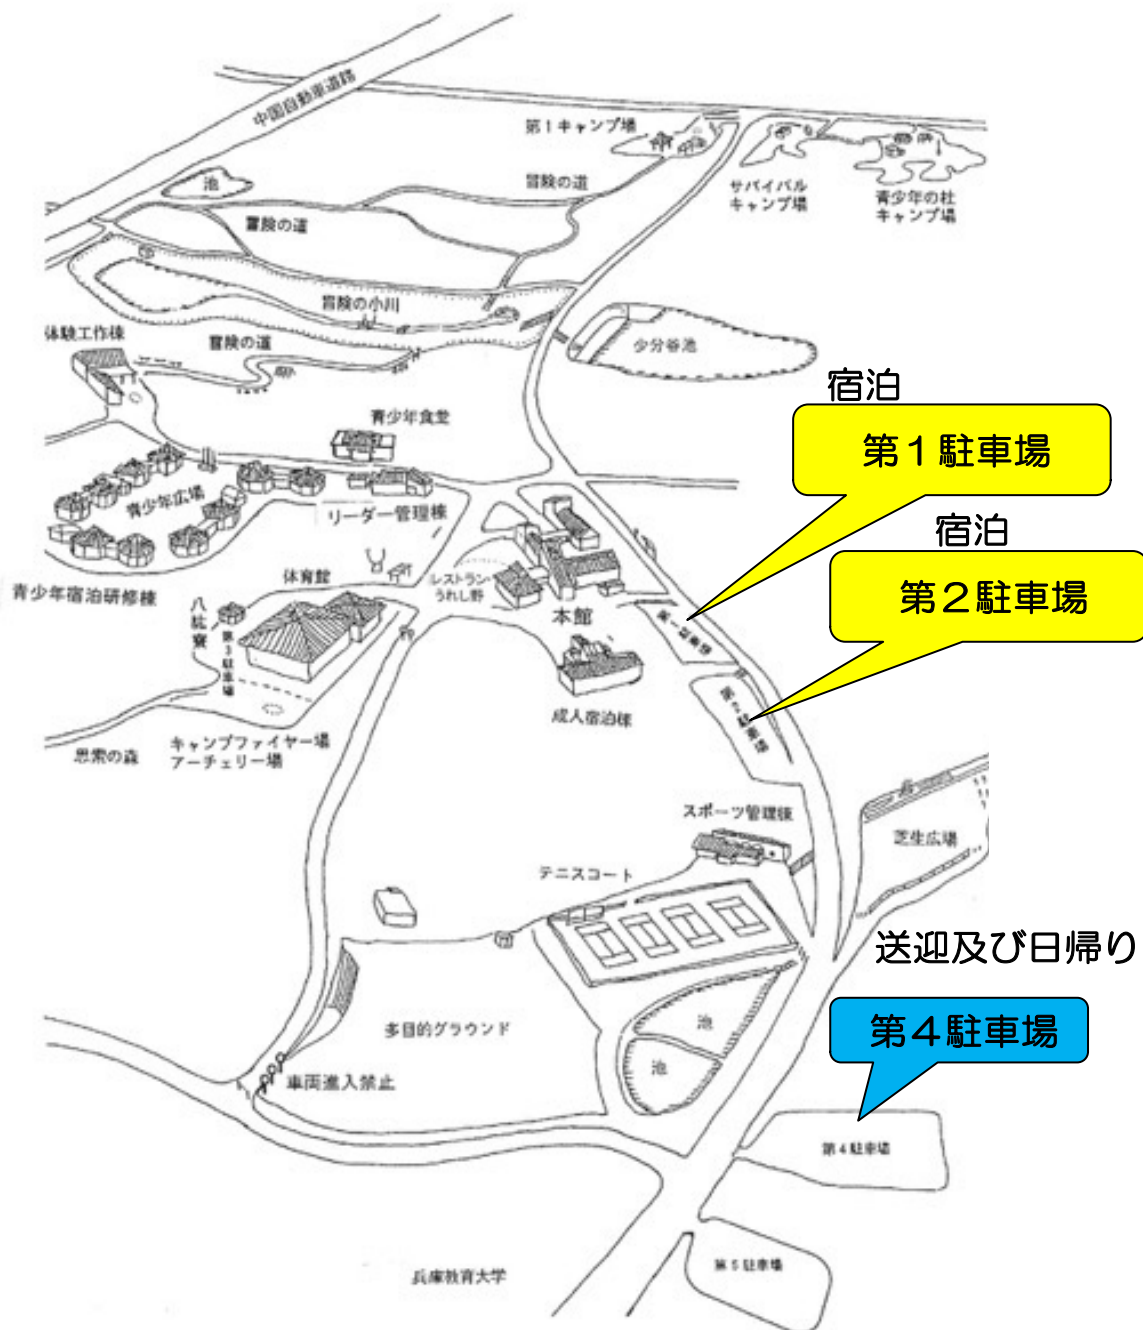 中国自動車道路
第1キャンプ場
池
冒険の道
サバイバル
キャンプ場
青少年の杜
キャンプ場
冒険の道
冒険の小川
体験工作棟
冒険の道
少分谷池
宿泊
第１駐車場
青少年食堂
青少年広場
リーダー管理棟
宿泊
第２駐車場
青少年宿泊研修棟
体育館
レストラン
うれし野
本館
八紘寮
第3駐車場
第一駐車場
第2駐車場
成人宿泊棟
思索の森
キャンプファイヤー場
アーチェリー場
スポーツ管理棟
芝生広場
テニスコート
送迎及び日帰り
第４駐車場
多目的グラウンド
池
池
車両進入禁止
第4駐車場
第5駐車場
兵庫教育大学